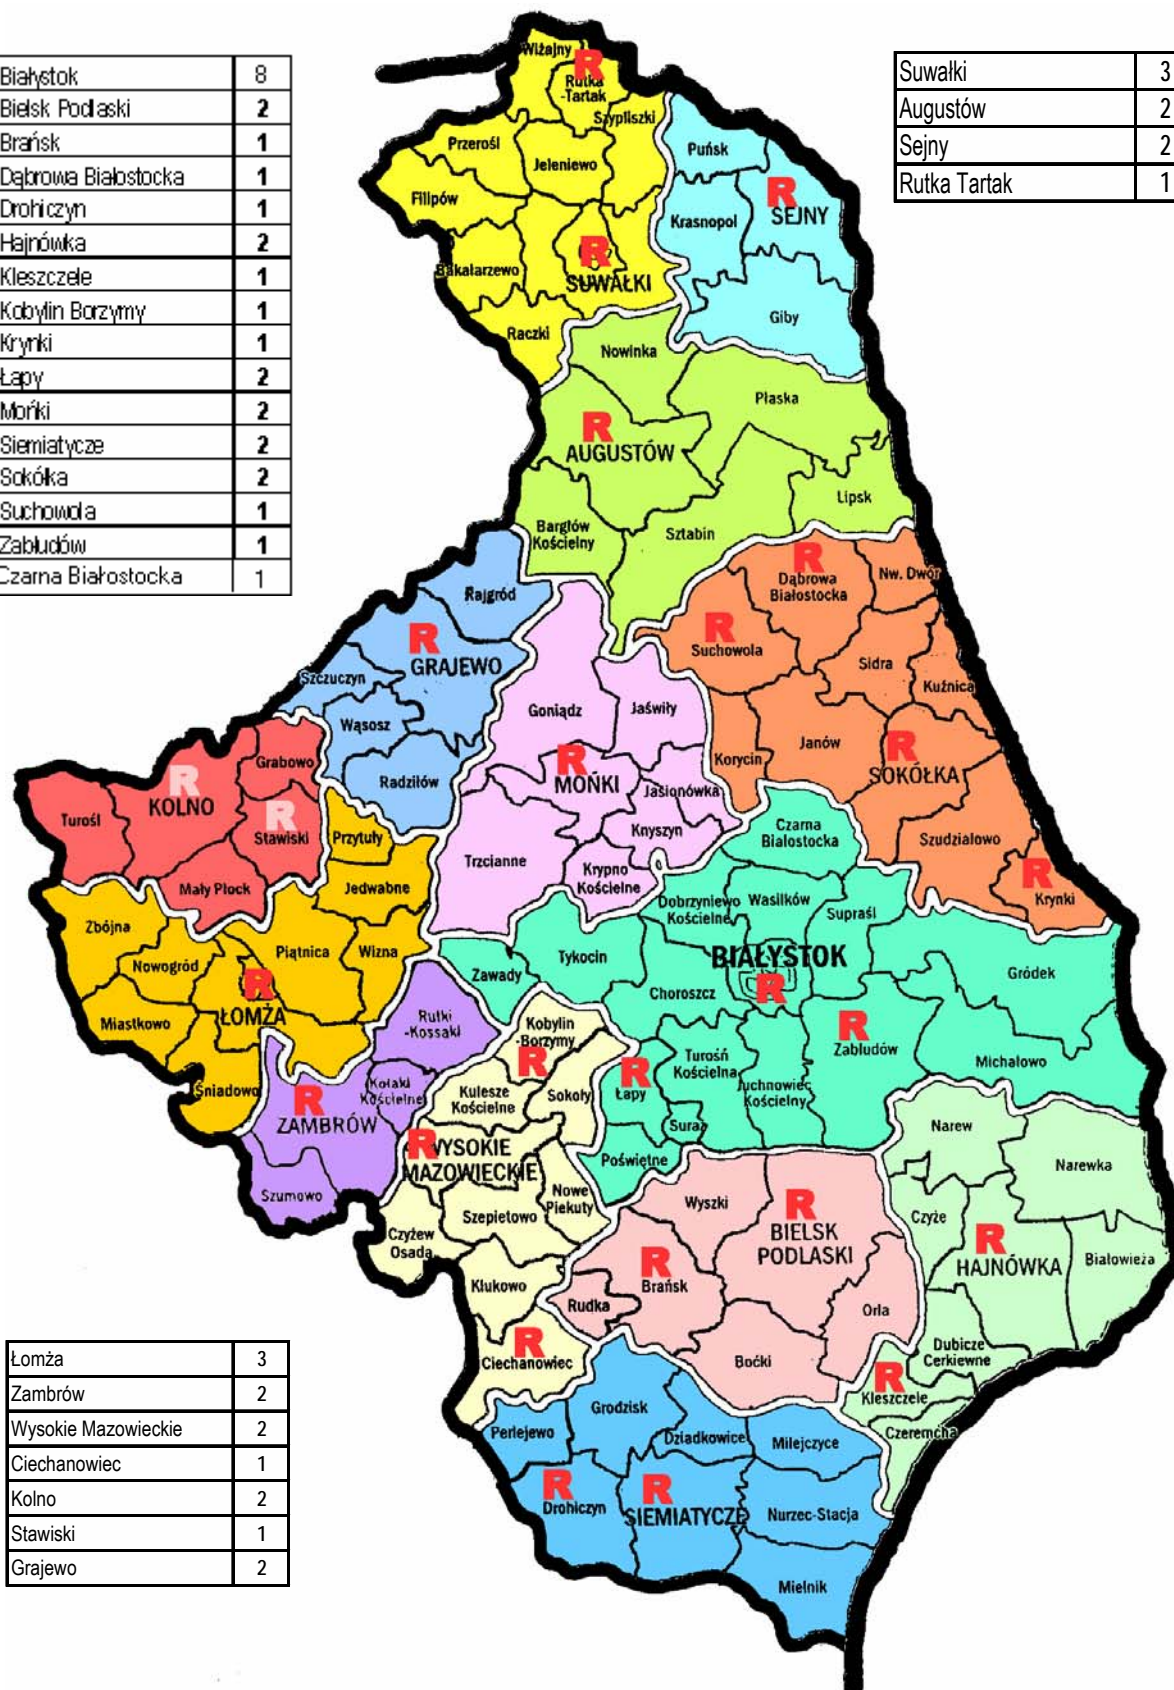 Białystok 8
Bielsk Podlaski 2
Brańsk 1
Dąbrowa Białostocka 1
Drohiczyn 1
Hajnówka 2
Kleszczele 1
Kobylin Borzymy 1
Krynki 1
Łapy 2
Mońki 2
Siemiatycze 2
Sokółka 2
Suchowola 1
Zabłudów 1
Czarna Białostocka 1
Suwałki 3
Augustów 2
Sejny 2
Rutka Tartak 1
Wiżajny
R
Rutka
-Tartak
Szypliszki
Przerośl
Jeleniewo
Filipów
Puńsk
R
SEJNY
Krasnopol
R
SUWAŁKI
Bakałarzewo
Raczki
Giby
Nowinka
Płaska
R
AUGUSTÓW
Lipsk
Bargłów
Kościelny
Sztabin
R
Dąbrowa
Białostocka
Nw. Dwór
Rajgród
R
GRAJEWO
R
Suchowola
Sidra
Kuźnica
Szczuczyn
Wąsosz
Goniądz
Jaświły
Janów
R
SOKÓŁKA
Korycin
Radziłów
R
MOŃKI
Jasionówka
Grabowo
R
KOLNO
Turośl
R
Stawiski
Przytuły
Knyszyn
Czarna
Białostocka
Szudziałowo
Mały Płock
Jedwabne
Trzcianne
Krypno
Kościelne
R
Krynki
Dobrzyniewo
Kościelne
Wasilków
Supraśl
Zbójna
Nowogród
Piątnica
Wizna
Zawady
Tykocin
BIAŁYSTOK
R
Choroszcz
Gródek
R
ŁOMŻA
Miastkowo
Rutki
-Kossaki
Kobylin
-Borzymy
R
R
Zabłudów
Michałowo
Turośń
Kościelna
Juchnowiec
Kościelny
R
Łapy
Śniadowo
Kołaki
Kościelne
Kulesze
Kościelne
Sokoły
R
ZAMBRÓW
Suraż
Narew
Narewka
R
WYSOKIE
MAZOWIECKIE
Poświętne
Szumowo
Nowe
Piekuty
Szepietowo
Wyszki
R
BIELSK
PODLASKI
Czyże
R
HAJNÓWKA
Białowieża
Czyżew
Osada
Klukowo
R
Brańsk
Rudka
Orla
R
Ciechanowiec
Boćki
Dubicze
Cerkiewne
R
Kleszczele
Czeremcha
Grodzisk
Perlejewo
Dziadkowice
Milejczyce
R
Drohiczyn
R
SIEMIATYCZE
Nurzec-Stacja
Mielnik
Łomża 3
Zambrów 2
Wysokie Mazowieckie 2
Ciechanowiec 1
Kolno 2
Stawiski 1
Grajewo 2